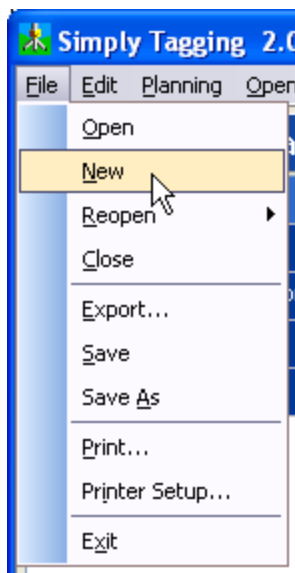 Simply Tagging 2.0
File Edit Planning Open
Open
New
Reopen
Close
Export...
Save
Save As
Print...
Printer Setup...
Exit